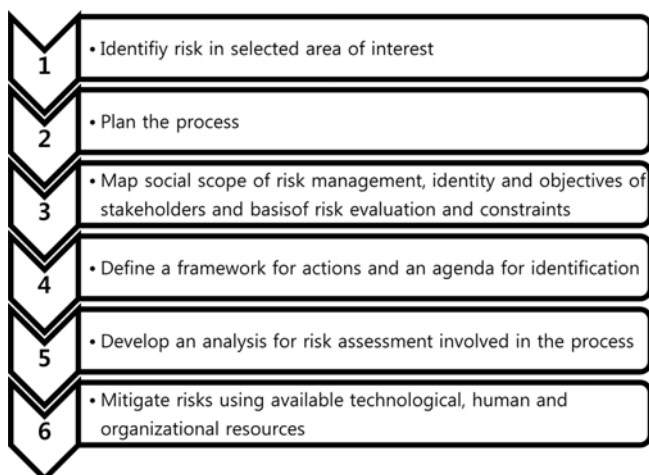 1
• Identifiy risk in selected area of interest
2
• Plan the process
3
• Map social scope of risk management, identity and objectives of
stakeholders and basisof risk evaluation and constraints
4
• Define a framework for actions and an agenda for identification
5
• Develop an analysis for risk assessment involved in the process
6
• Mitigate risks using available technological, human and
organizational resources